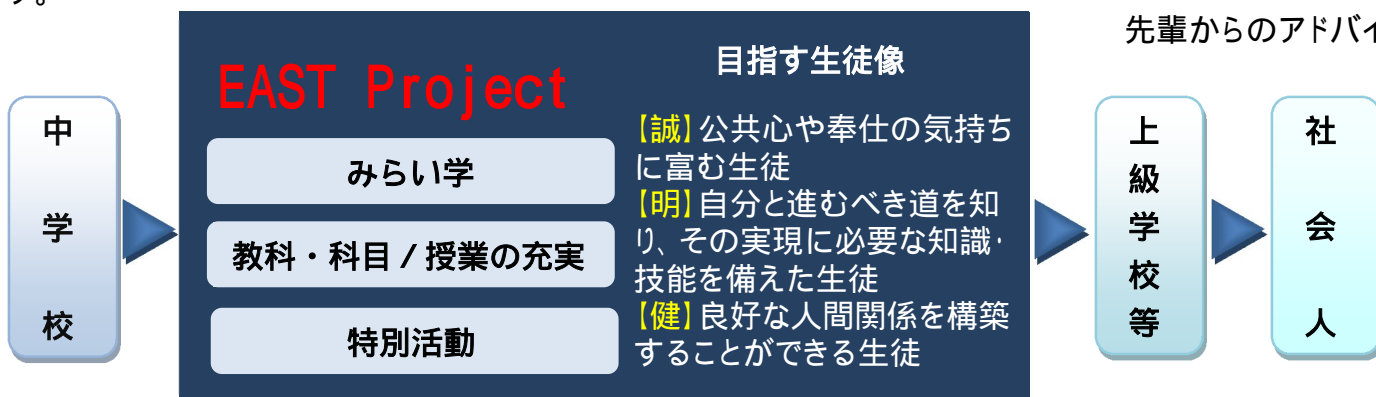 す。
先輩からのアドバイ
中学校
EAST Project
みらい学
教科・科目/授業の充実
特別活動
目指す生徒像
【誠】公共心や奉仕の気持ち
に富む生徒
【明】自分と進むべき道を知
り、その実現に必要な知識・
技能を備えた生徒
【健】良好な人間関係を構築
することができる生徒
上級学校等
社会人